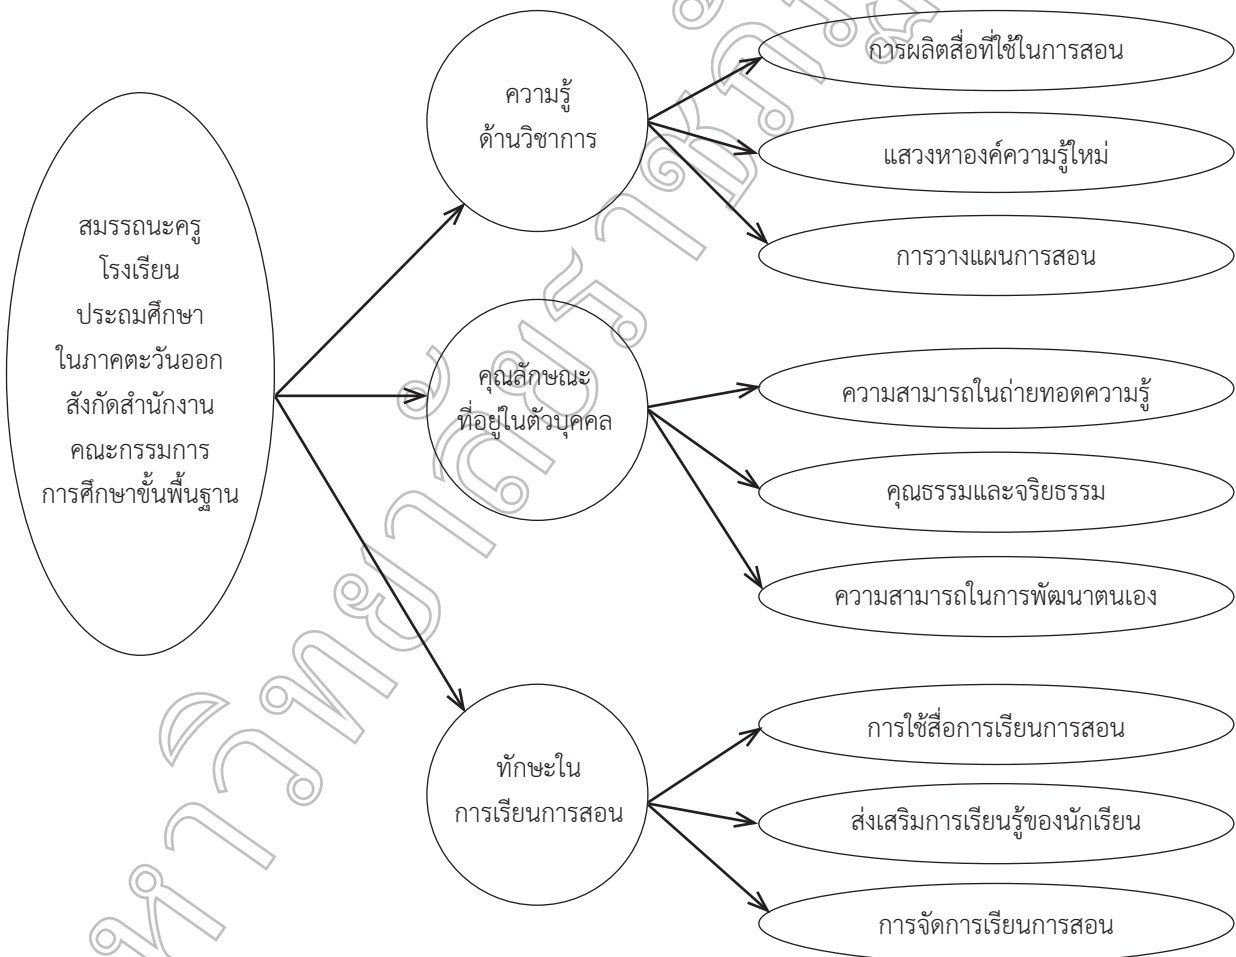 สมรรถนะครู
โรงเรียน
ประถมศึกษา
ในภาคตะวันออก
สังกัดสำนักงาน
คณะกรรมการ
การศึกษาขั้นพื้นฐาน
ความรู้
ด้านวิชาการ
การผลิตสื่อที่ใช้ในการสอน
แสวงหาองค์ความรู้ใหม่
การวางแผนการสอน
คุณลักษณะ
ที่อยู่ในตัวบุคคล
ความสามารถในถ่ายทอดความรู้
คุณธรรมและจริยธรรม
ความสามารถในการพัฒนาตนเอง
ทักษะใน
การเรียนการสอน
การใช้สื่อการเรียนการสอน
ส่งเสริมการเรียนรู้ของนักเรียน
การจัดการเรียนการสอน